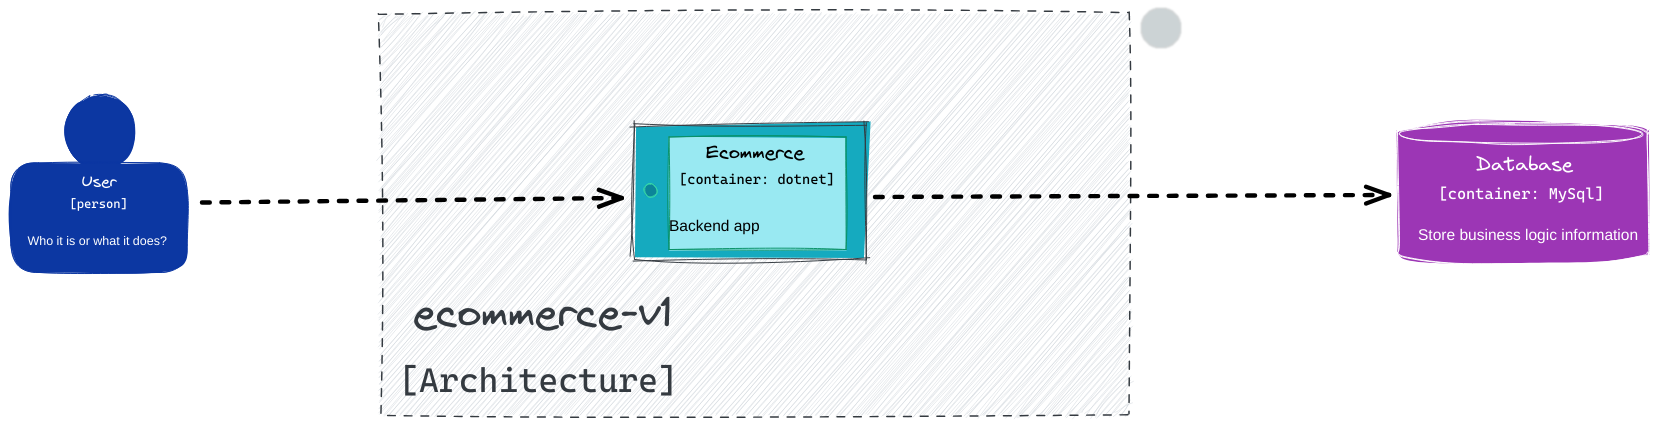 User
[person]
Who it is or what it does?
Ecommerce
[container: dotnet]
Backend app
ecommerce-v1
[Architecture]
Database
[container: MySql]
Store business logic information